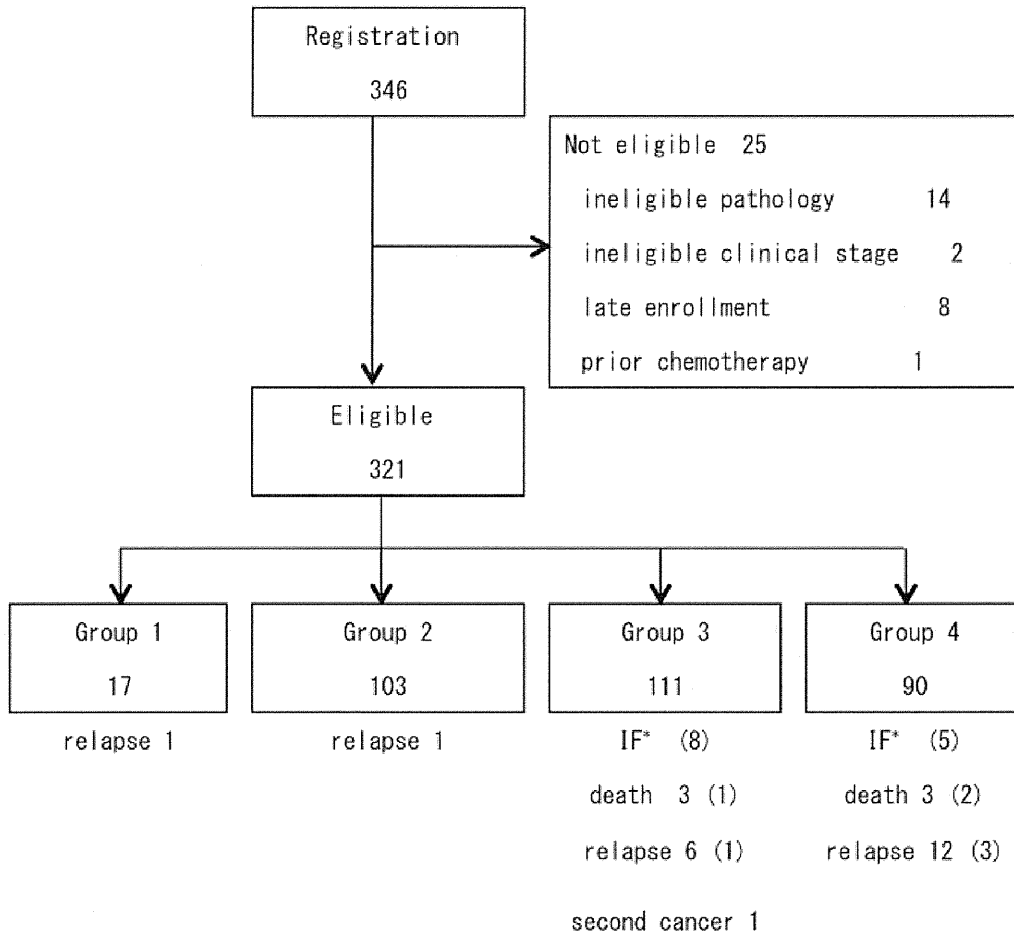 Registration
346
Not eligible 25
ineligible pathology 14
ineligible clinical stage 2
late enrollment 8
prior chemotherapy 1
Eligible
321
Group 1
17
relapse 1
Group 2
103
relapse 1
Group 3
111
IF* (8)
death 3 (1)
relapse 6 (1)
second cancer 1
Group 4
90
IF* (5)
death 3 (2)
relapse 12 (3)